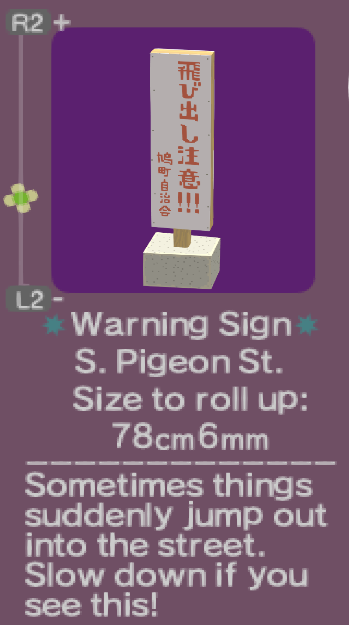 R2 +
飛び出し注意!!!
鳩町自治会
L2 -
Warning Sign
S. Pigeon St.
Size to roll up:
78cm6mm
Sometimes things
suddenly jump out
into the street.
Slow down if you
see this!